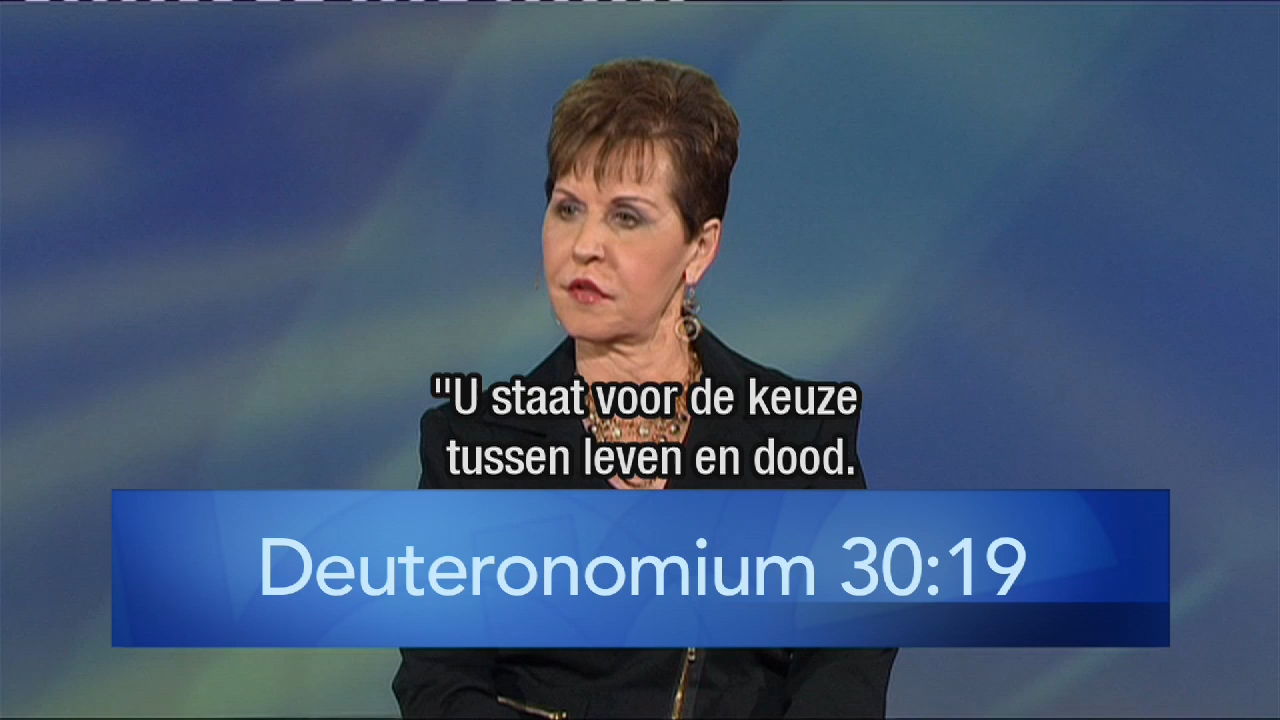 "U staat voor de keuze
tussen leven en dood.
Deuteronomium 30:19